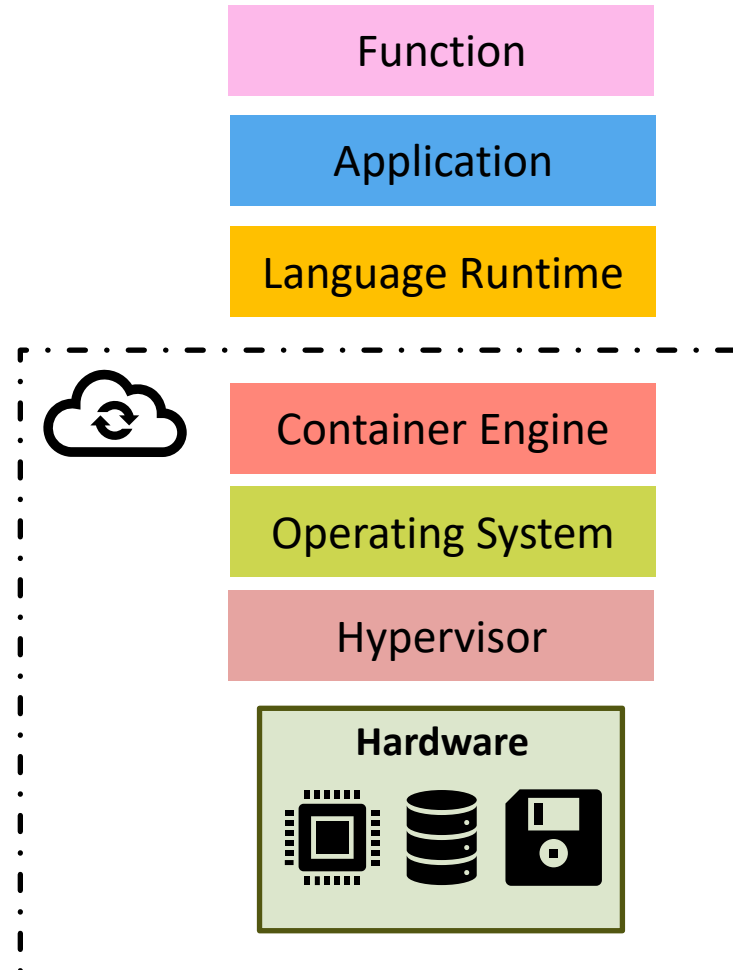 Function
Application
Language Runtime
Container Engine
Operating System
Hypervisor
Hardware